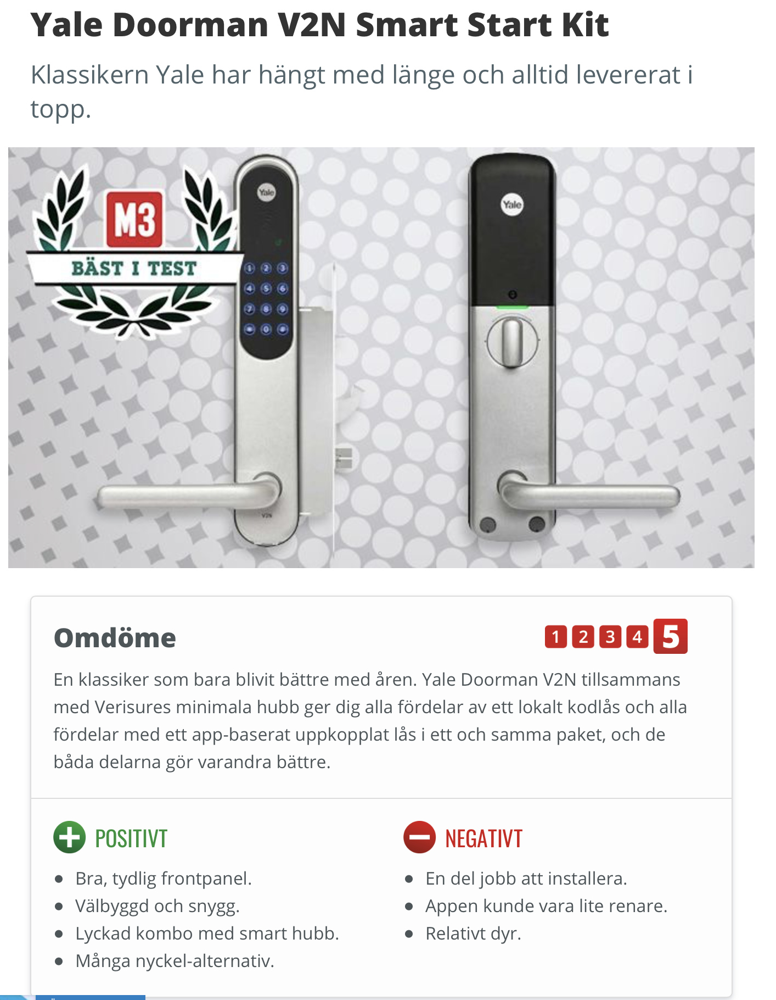 Yale Doorman V2N Smart Start Kit
Klassikern Yale har hängt med länge och alltid levererat i
topp.
Yale
Yale
M3
BÄST I TEST
1 2 3
4 5 6
7 8 9
* 0 #
V2N
Omdöme
1 2 3 4 5
En klassiker som bara blivit bättre med åren. Yale Doorman V2N tillsammans
med Verisures minimala hubb ger dig alla fördelar av ett lokalt kodlås och alla
fördelar med ett app-baserat uppkopplat lås i ett och samma paket, och de
båda delarna gör varandra bättre.
POSITIVT
Bra, tydlig frontpanel.
Välbyggd och snygg.
Lyckad kombo med smart hubb.
Många nyckel-alternativ.
NEGATIVT
En del jobb att installera.
Appen kunde vara lite renare.
Relativt dyr.